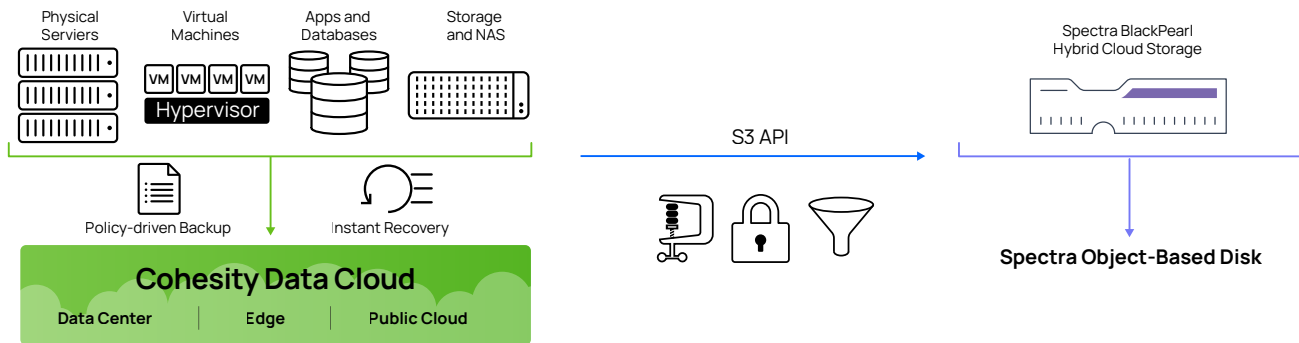 Physical
Serviers
Virtual
Machines
Apps and
Databases
Storage
and NAS
Spectra BlackPearl
Hybrid Cloud Storage
VM VM VM VM
Hypervisor
S3 API
Policy-driven Backup
Instant Recovery
Spectra Object-Based Disk
Cohesity Data Cloud
Data Center
Edge
Public Cloud